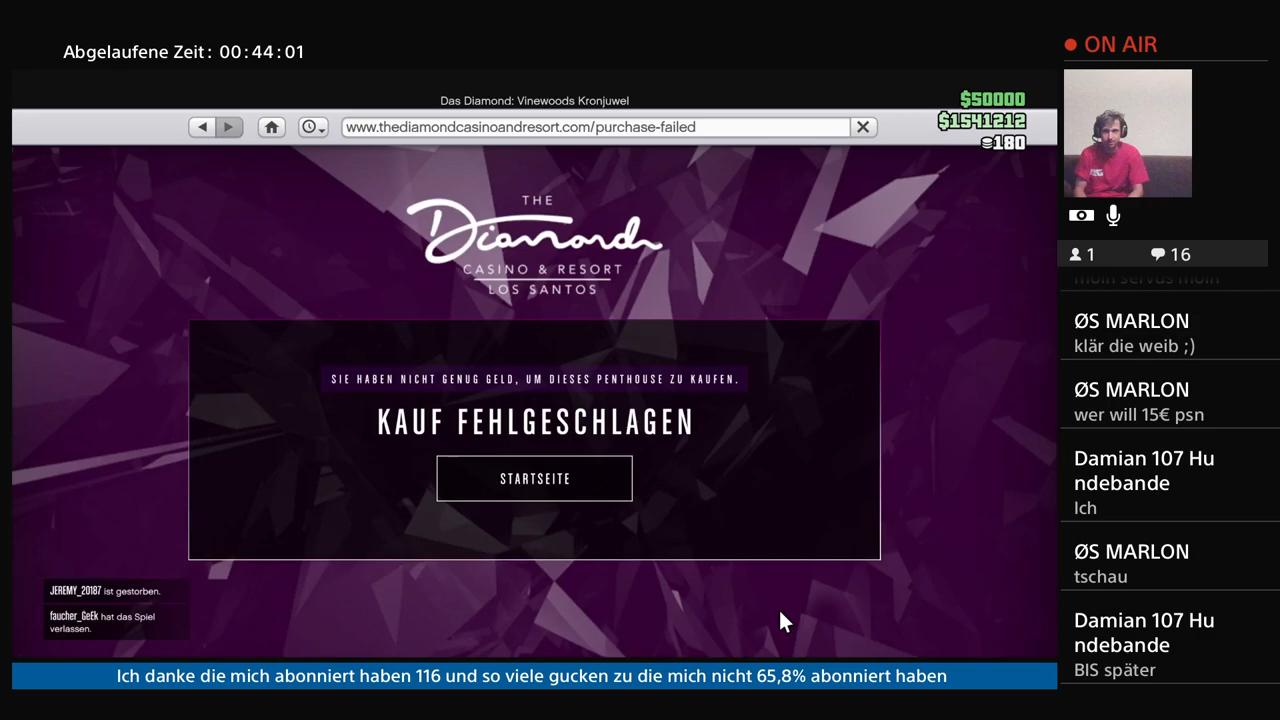 Abgelaufene Zeit: 00:44:01
ON AIR
Das Diamond: Vinewoods Kronjuwel
www.thediamondcasinoandresort.com/purchase-failed
$50000
$1541212
180
THE
Diamond
CASINO & RESORT
LOS SANTOS
SIE HABEN NICHT GENUG GELD, UM DIESES PENTHOUSE ZU KAUFEN.
KAUF FEHLGESCHLAGEN
STARTSEITE
JEREMY_20187 ist gestorben.
faucher_GeEk hat das Spiel
verlassen.
Ich danke die mich abonniert haben 116 und so viele gucken zu die mich nicht 65,8% abonniert haben
1
16
moin servus moin
ØS MARLON
klär die weib ;)
ØS MARLON
wer will 15€ psn
Damian 107 Hu
ndebande
Ich
ØS MARLON
tschau
Damian 107 Hu
ndebande
BIS später